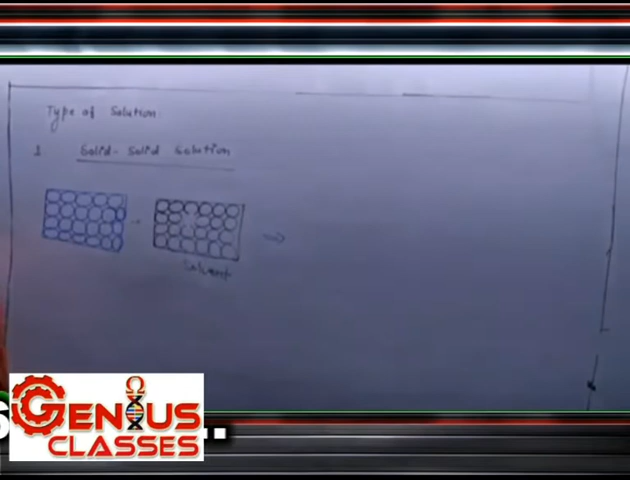 Type of Solution
1 Solid - Solid Solution
Solvent
GENIUS
CLASSES